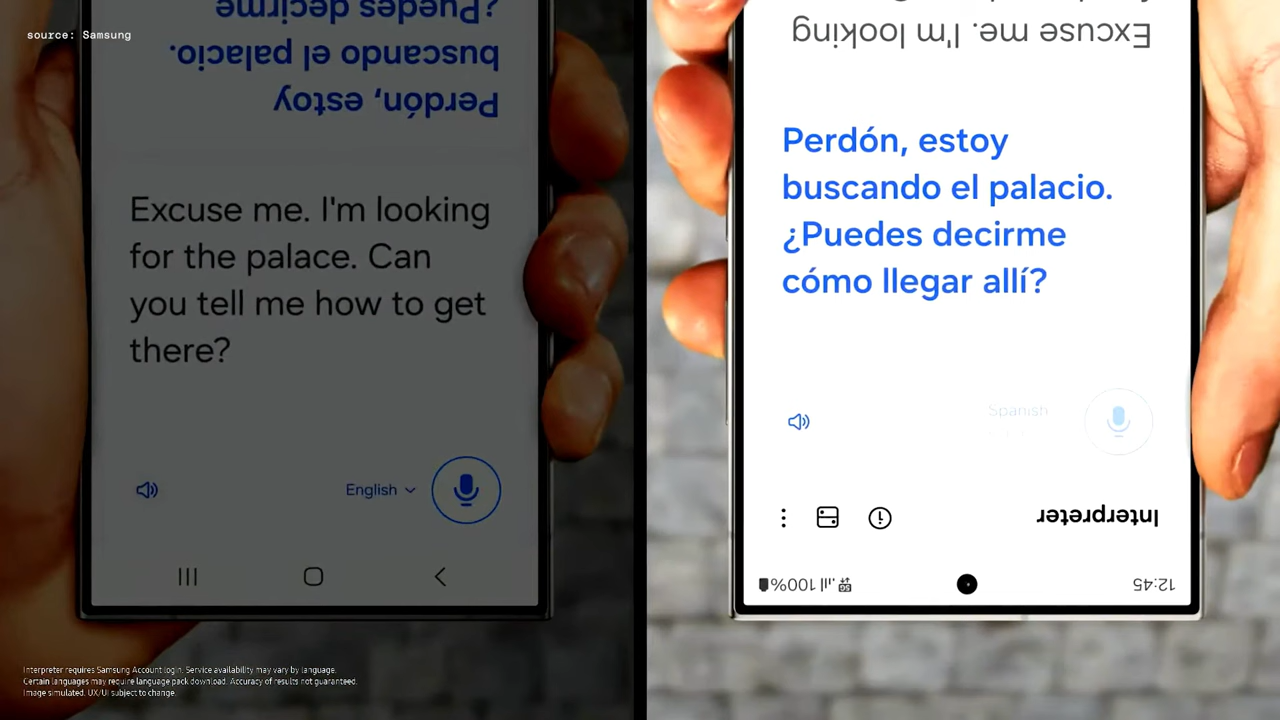 source: Samsung
¿Puedes decirme
buscando el palacio.
Perdón, estoy
Excuse me. I'm looking
for the palace. Can
you tell me how to get
there?
English
Interpreter requires Samsung Account login. Service availability may vary by language.
Certain languages may require language pack download. Accuracy of results not guaranteed.
Image simulated. UX/UI subject to change.
Excuse me. I'm looking
Perdón, estoy
buscando el palacio.
¿Puedes decirme
cómo llegar allí?
Spanish
Interpreter
100%
5G
12:45